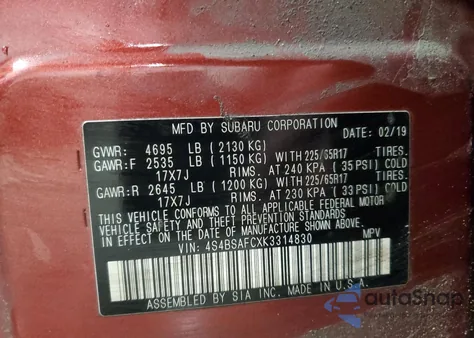 MFD BY SUBARU CORPORATION
DATE: 02/19
GVWR: 4695 LB (2130 KG)
GAWR:F 2535 LB (1150 KG) WITH 225/65R17 TIRES.
17X7J RIMS. AT 240 KPA (35 PSI) COLD
GAWR:R 2645 LB (1200 KG) WITH 225/65R17 TIRES.
17X7J RIMS. AT 230 KPA (33 PSI) COLD
THIS VEHICLE CONFORMS TO ALL APPLICABLE FEDERAL MOTOR
VEHICLE SAFETY AND THEFT PREVENTION STANDARDS
IN EFFECT ON THE DATE OF MANUFACTURE SHOWN ABOVE.
VIN: 4S4BSAFCXK3314830 MPV
ASSEMBLED BY SIA INC. MADE IN U.S.A.
autoSnap